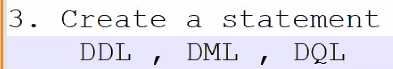 3. Create a statement
DDL , DML , DQL